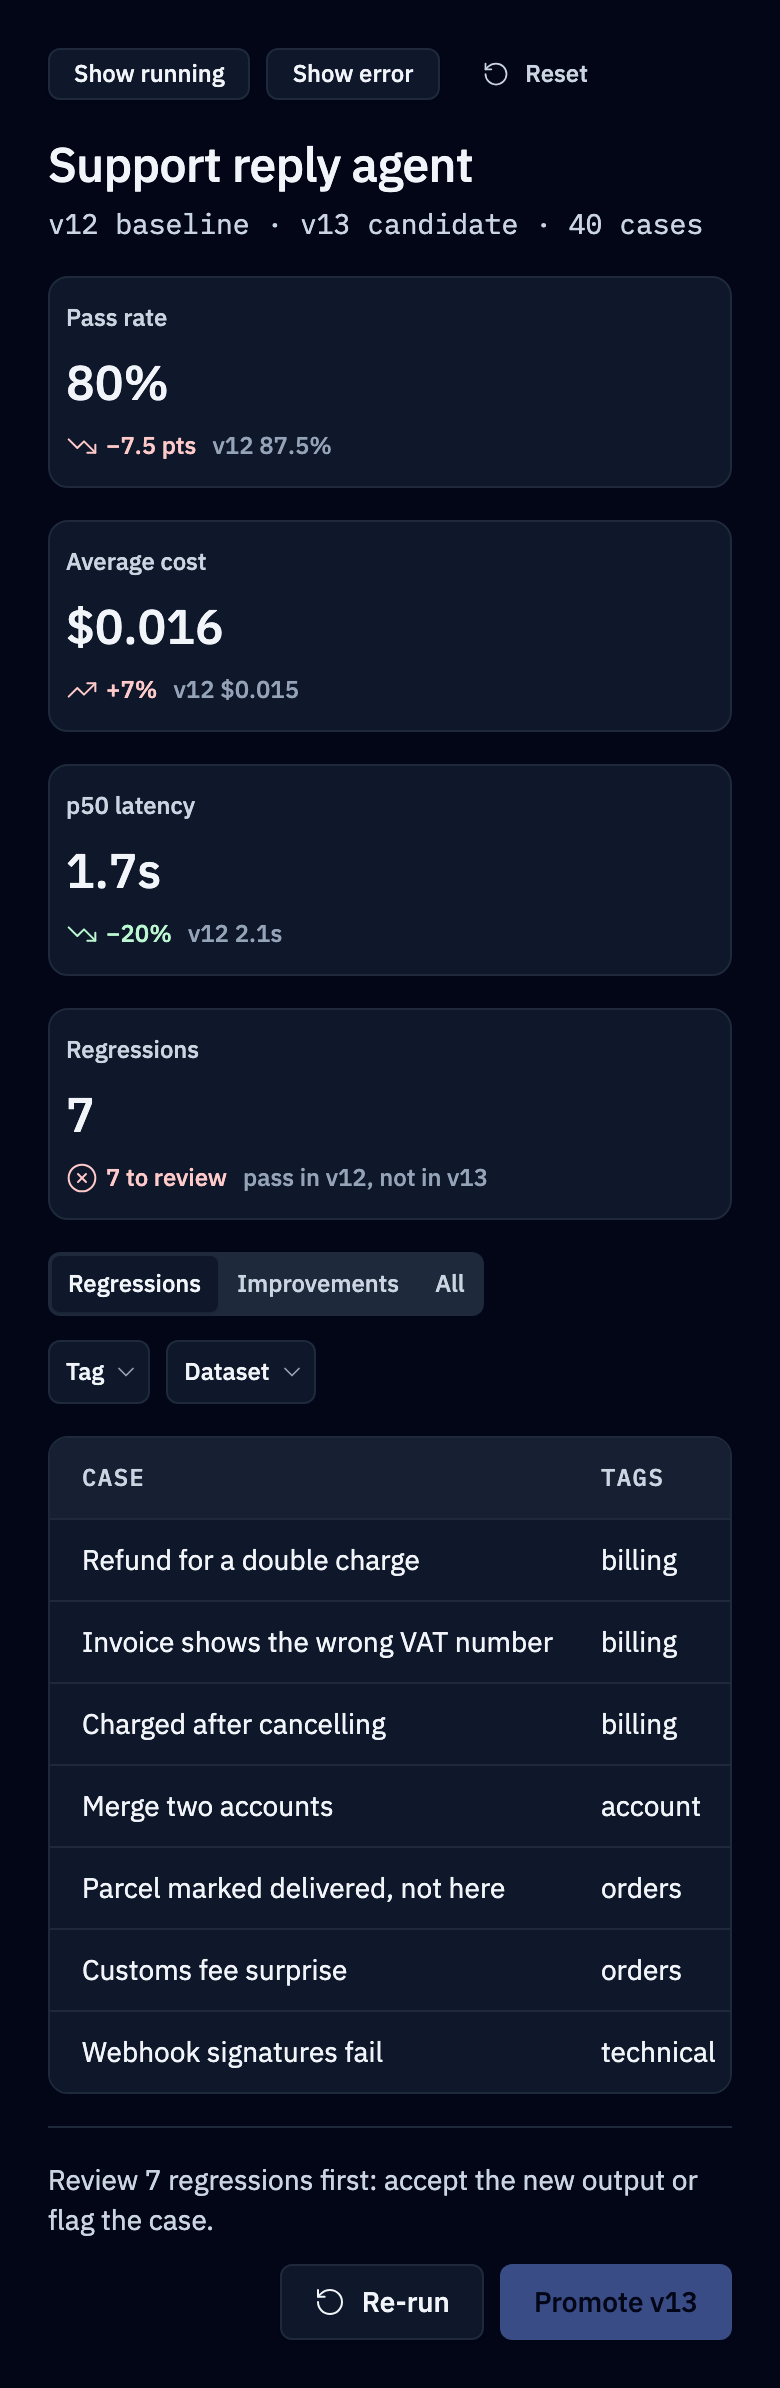 Show running
Show error
Reset
Support reply agent
v12 baseline · v13 candidate · 40 cases
Pass rate
80%
−7.5 pts v12 87.5%
Average cost
$0.016
+7% v12 $0.015
p50 latency
1.7s
−20% v12 2.1s
Regressions
7
7 to review pass in v12, not in v13
Regressions Improvements All
Tag Dataset
CASE TAGS
Refund for a double charge billing
Invoice shows the wrong VAT number billing
Charged after cancelling billing
Merge two accounts account
Parcel marked delivered, not here orders
Customs fee surprise orders
Webhook signatures fail technical
Review 7 regressions first: accept the new output or
flag the case.
Re-run Promote v13